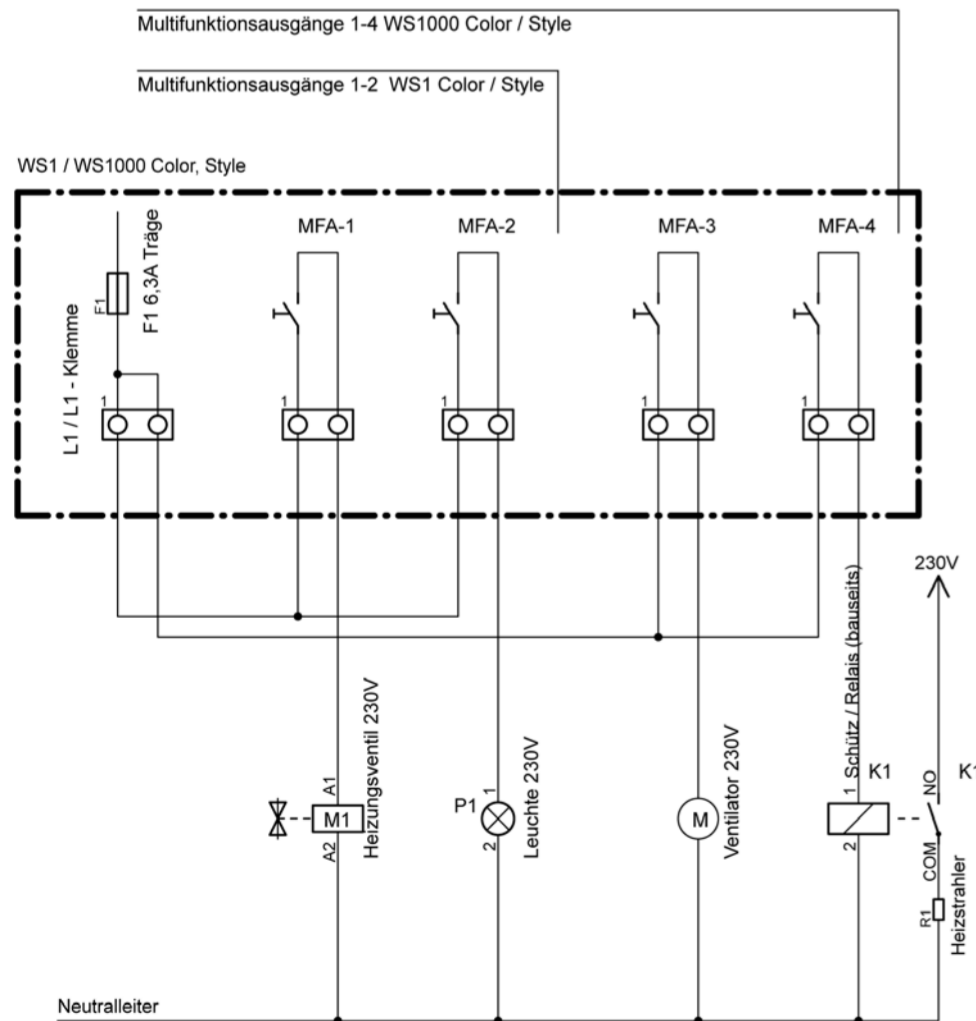 Multifunktionsausgänge 1-4 WS1000 Color / Style
Multifunktionsausgänge 1-2 WS1 Color / Style
WS1 / WS1000 Color, Style
MFA-1
MFA-2
MFA-3
MFA-4
F1
F1 6,3A Träge
L1 / L1 - Klemme
1
1
1
1
1
230V
Schütz / Relais (bauseits)
Heizungsventil 230V
A1
M1
A2
Leuchte 230V
1
P1
2
Ventilator 230V
M
1
K1
2
NO
K1
COM
R1
Heizstrahler
Neutralleiter